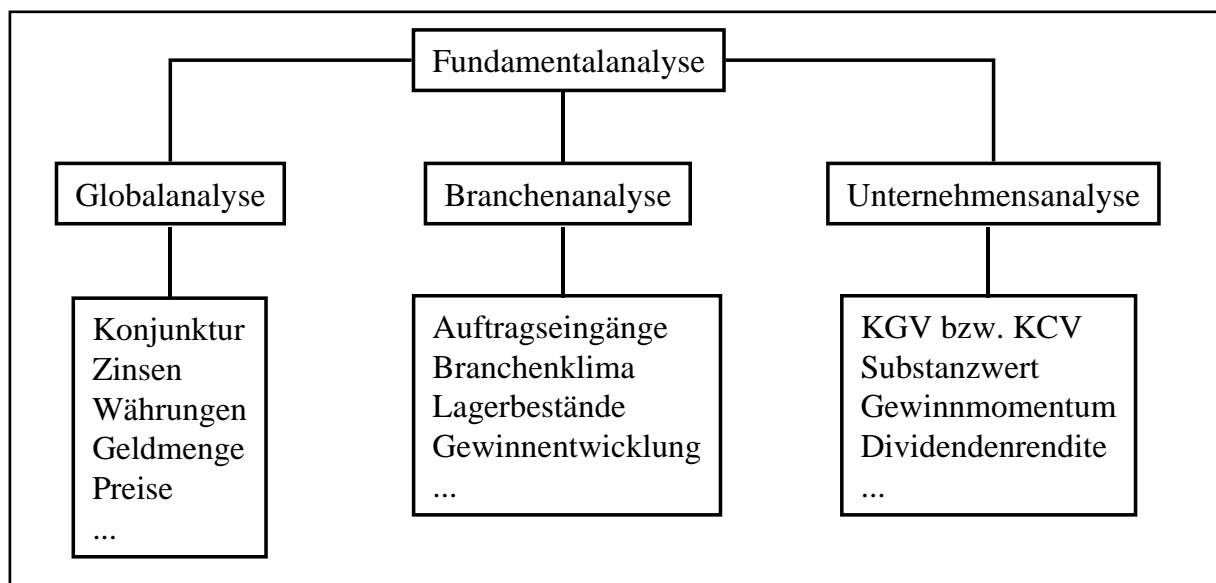 Fundamentalanalyse
Globalanalyse
Branchenanalyse
Unternehmensanalyse
Konjunktur
Zinsen
Währungen
Geldmenge
Preise
...
Auftragseingänge
Branchenklima
Lagerbestände
Gewinnentwicklung
...
KGV bzw. KCV
Substanzwert
Gewinnmomentum
Dividendenrendite
...